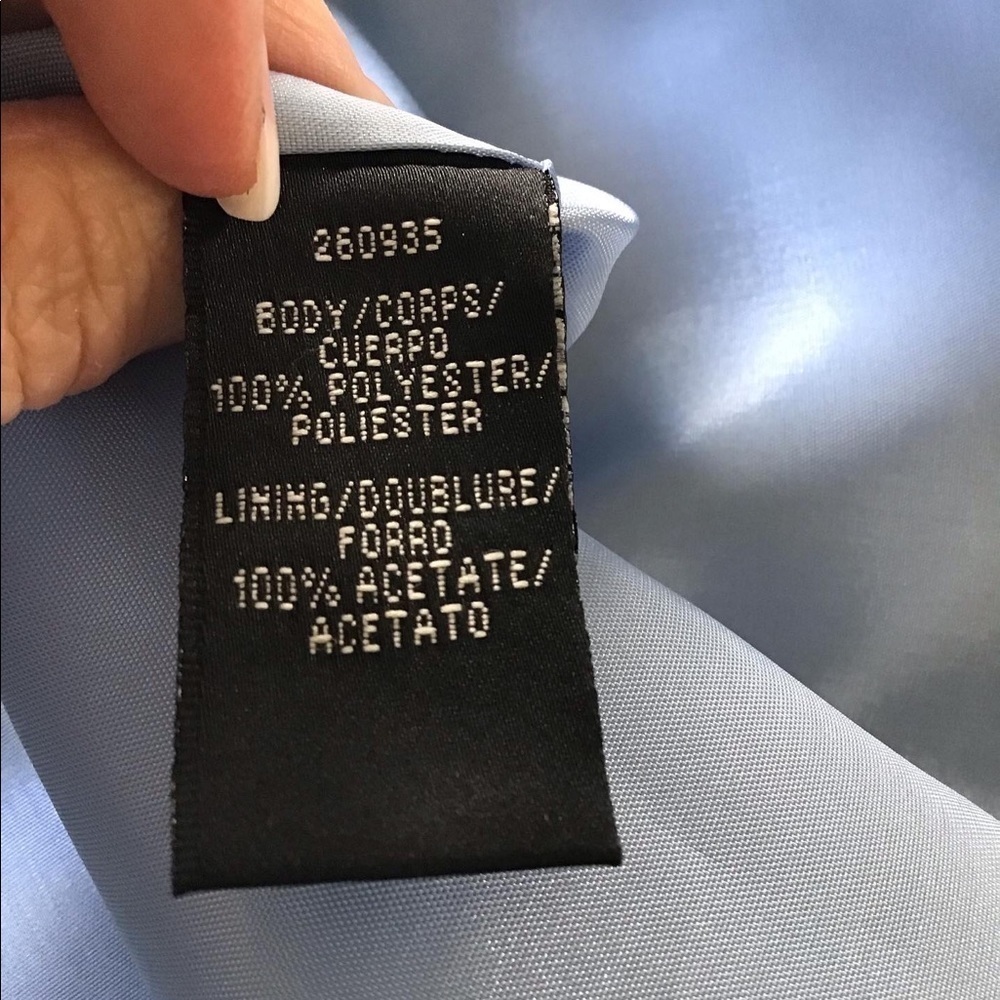 260935
BODY/CORPS/
CUERPO
100% POLYESTER/
POLIESTER
LINING/DOUBLURE/
FORRO
100% ACETATE/
ACETATO